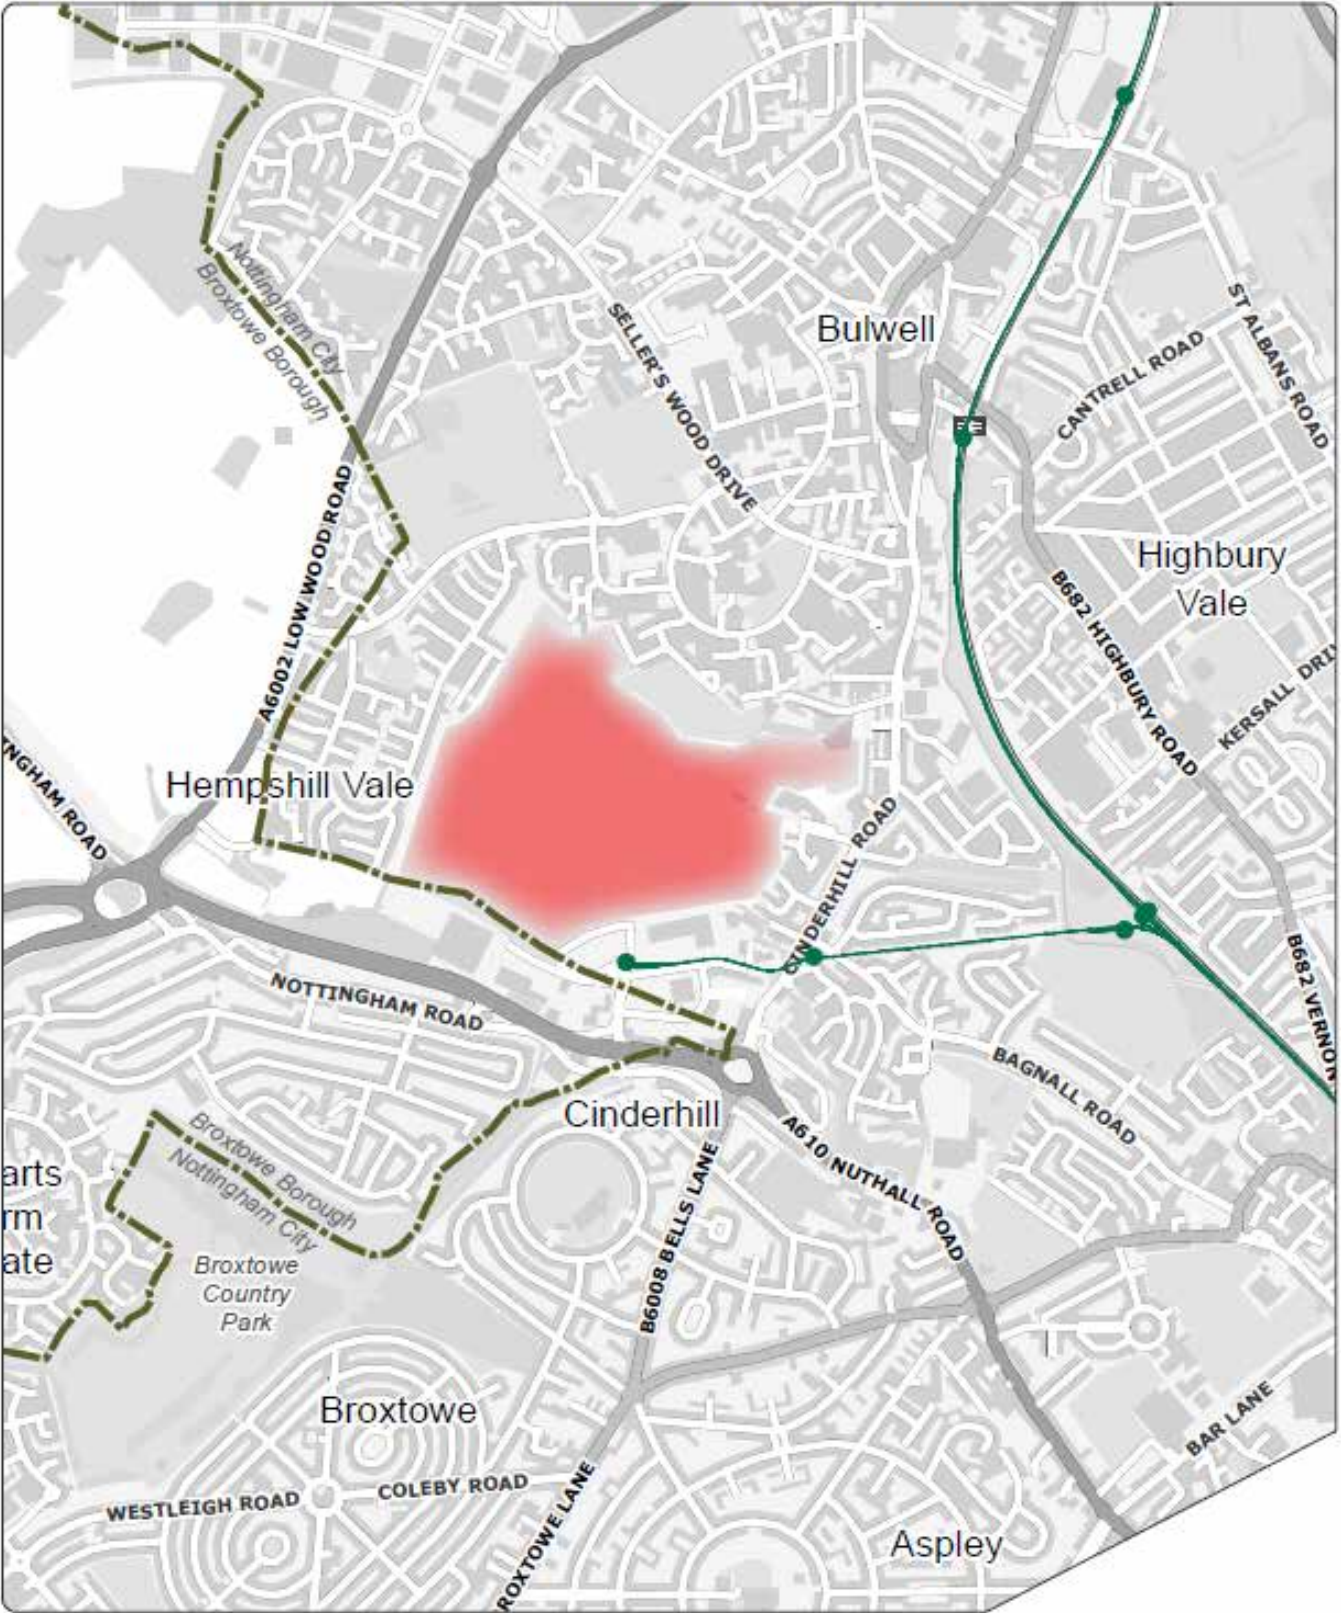 Nottingham City
Broxtowe Borough
SELLER'S WOOD DRIVE
Bulwell
ST ALBANS ROAD
CANTRELL ROAD
A6002 LOW WOOD ROAD
Highbury
Vale
B682 HIGHBURY ROAD
KERSALL DRI
INGHAM ROAD
Hempshill Vale
CINDERHILL ROAD
B682 VERNON
NOTTINGHAM ROAD
BAGNALL ROAD
Cinderhill
A610 NUTHALL ROAD
Broxtowe Borough
Nottingham City
arts
rm
ate
B6008 BELLS LANE
Broxtowe
Country
Park
Broxtowe
BAR LANE
WESTLEIGH ROAD
COLEBY ROAD
ROXTOWE LANE
Aspley